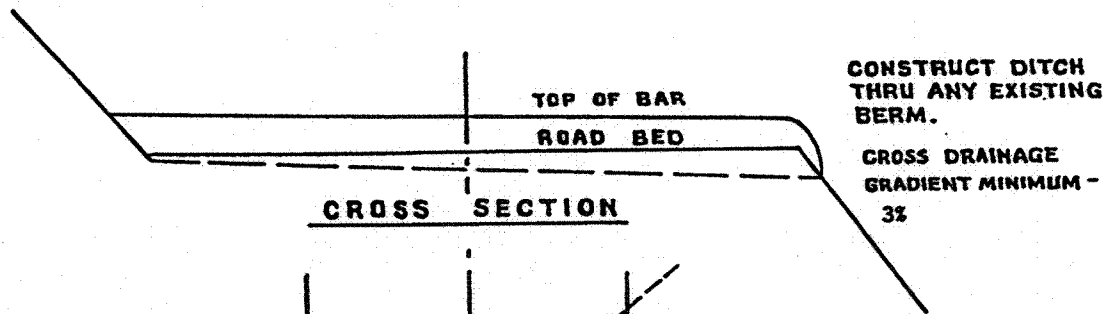 TOP OF BAR
ROAD BED
CROSS SECTION
CONSTRUCT DITCH
THRU ANY EXISTING
BERM.
CROSS DRAINAGE
GRADIENT MINIMUM -
3%